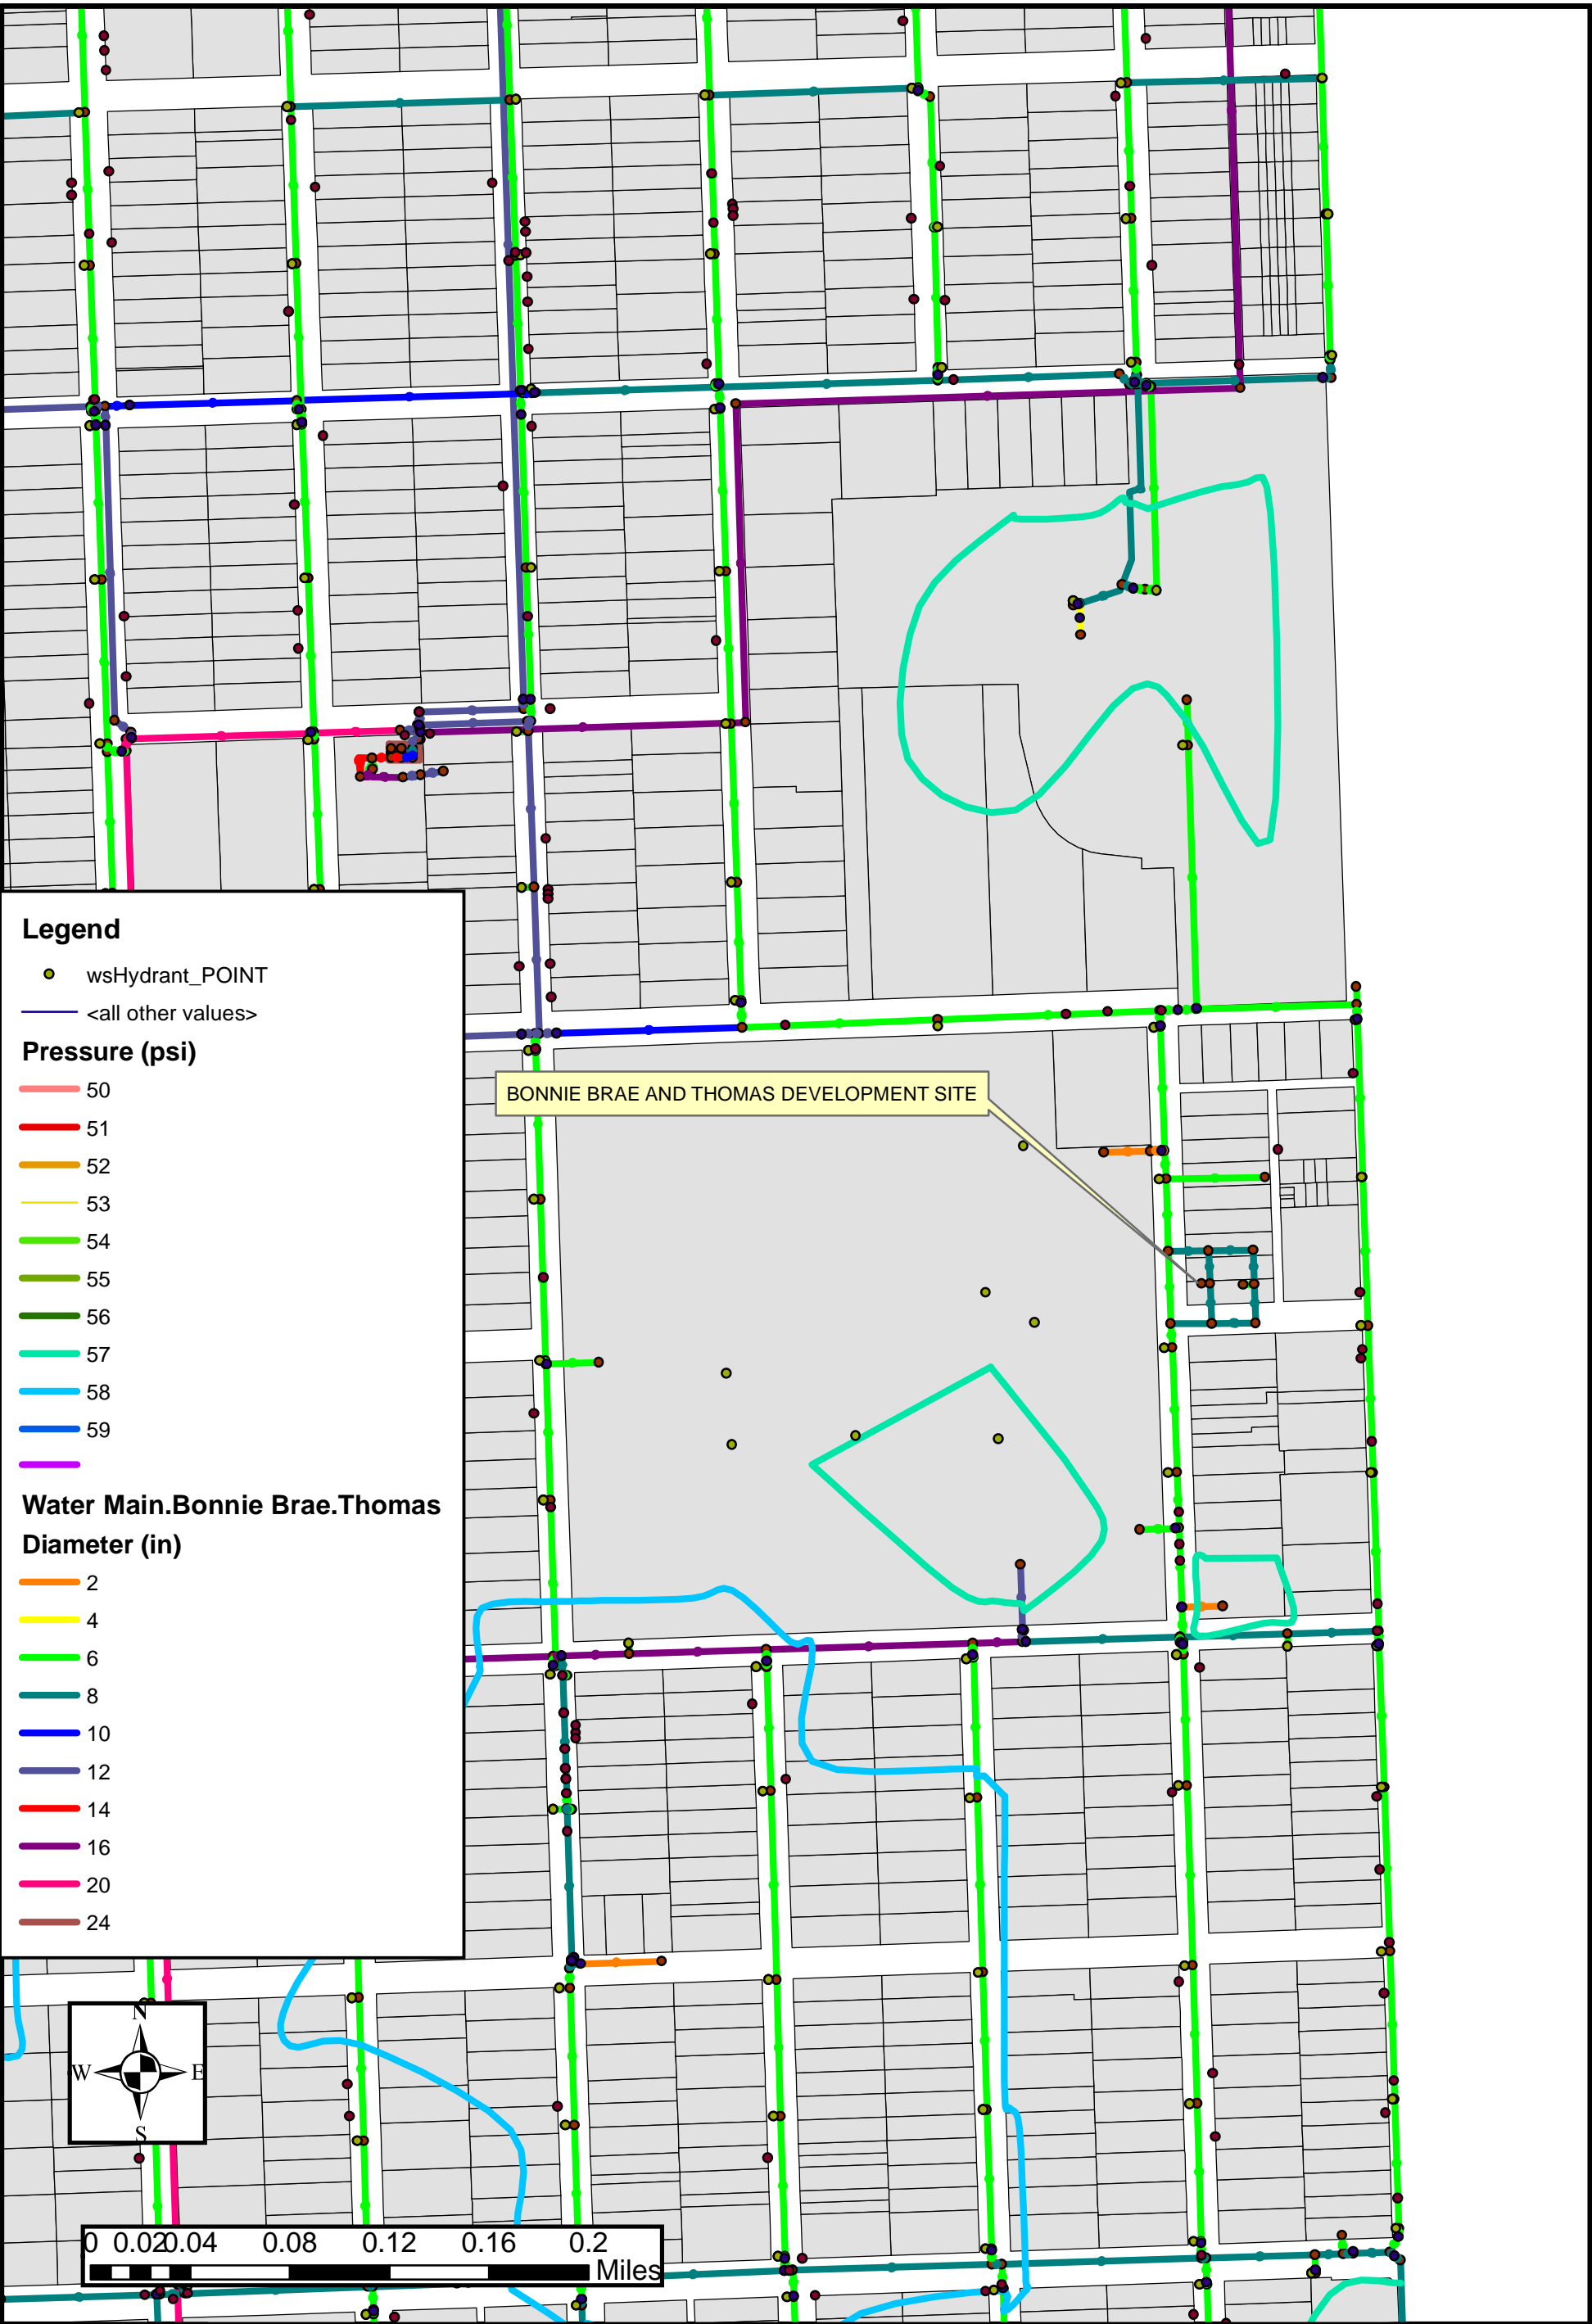 BONNIE BRAE AND THOMAS DEVELOPMENT SITE
Legend
wsHydrant_POINT
<all other values>
Pressure (psi)
50
51
52
53
54
55
56
57
58
59
Water Main.Bonnie Brae.Thomas
Diameter (in)
2
4
6
8
10
12
14
16
20
24
N
W E
S
0 0.02 0.04 0.08 0.12 0.16 0.2
Miles